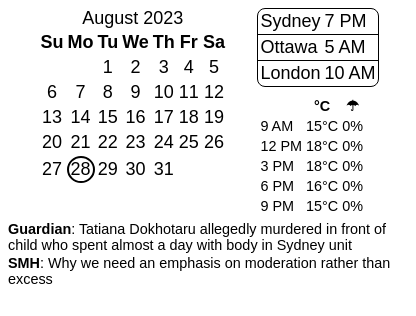 August 2023
Su Mo Tu We Th Fr Sa
1 2 3 4 5
6 7 8 9 10 11 12
13 14 15 16 17 18 19
20 21 22 23 24 25 26
27 28 29 30 31
Sydney 7 PM
Ottawa 5 AM
London 10 AM
°C ☂
9 AM 15°C 0%
12 PM 18°C 0%
3 PM 18°C 0%
6 PM 16°C 0%
9 PM 15°C 0%
Guardian: Tatiana Dokhotaru allegedly murdered in front of
child who spent almost a day with body in Sydney unit
SMH: Why we need an emphasis on moderation rather than
excess